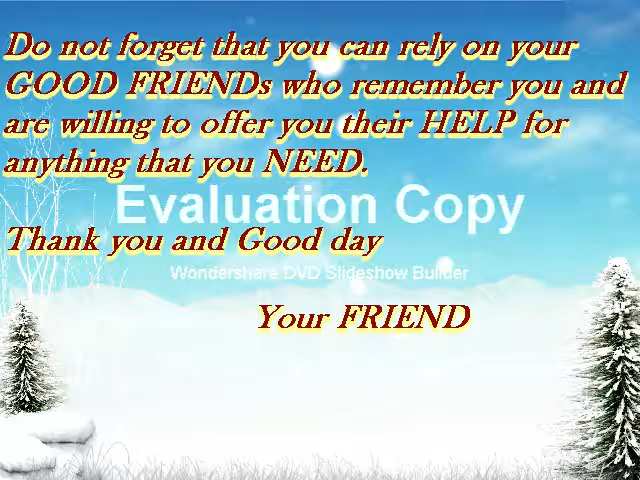 Do not forget that you can rely on your
GOOD FRIENDs who remember you and
are willing to offer you their HELP for
anything that you NEED.
Evaluation Copy
Thank you and Good day
Wondershare DVD Slideshow Builder
Your FRIEND